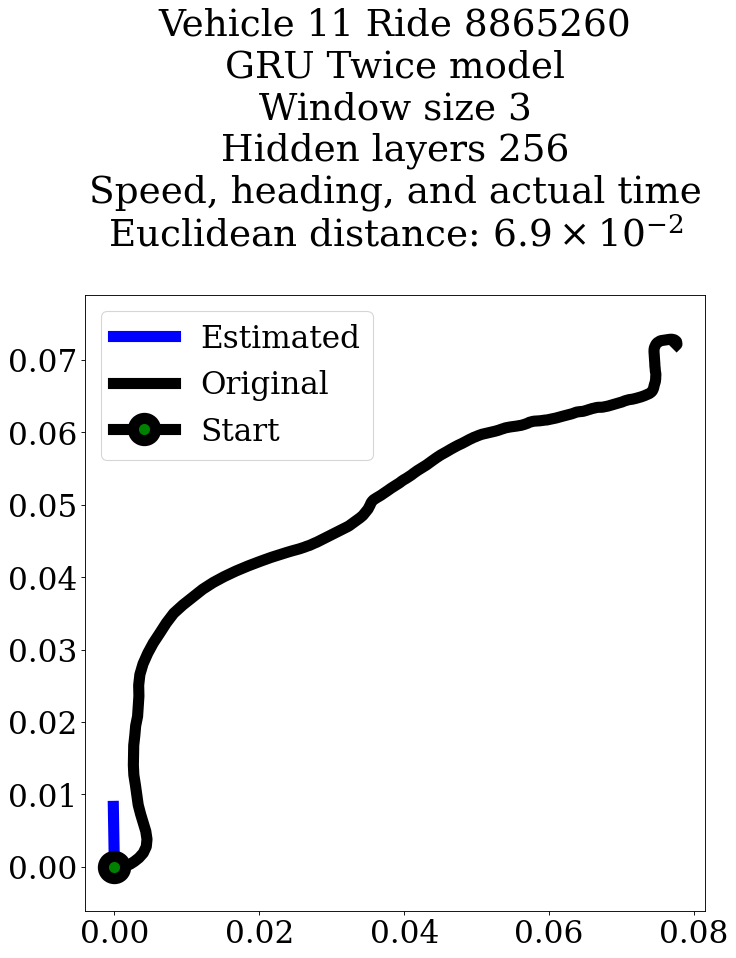 Vehicle 11 Ride 8865260
GRU Twice model
Window size 3
Hidden layers 256
Speed, heading, and actual time
Euclidean distance: 6.9 × 10⁻²
Estimated
Original
Start
0.07
0.06
0.05
0.04
0.03
0.02
0.01
0.00
0.00 0.02 0.04 0.06 0.08